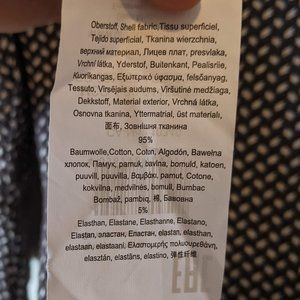 Oberstoff, Shell fabric, Tissu superficiel,
Tejido superficial, Tkanina wierzchnia,
верхний материал, Лицев плат, presvlaka,
Vrchní látka, Yderstof, Buitenkant, Pealisriie,
Kworikangas, Εξωτερικό ύφασμα, felsőanyag,
Tessuto, Virsējais audums, Viršutinė medžiaga,
Dekkstoff, Material exterior, Vrchná látka,
Osnovna tkanina, Yttermaterial, üst materyalı,
面布, Зовнішня тканина
95%
Baumwolle, Cotton, Coton, Algodón, Bawełna
хлопок, Памук, pamuk, bavlna, bomuld, katoen,
puuvill, puuvilla, Βαμβάκι, pamut, Cotone,
kokvilna, medvilnės, bomull, Bumbac
Bombaž, pambiq, 棉, Бавовна
5%
Elasthan, Elastane, Elasthanne, Elastano,
Elastan, эластан, Еластан, elastan, elasthan,
elastaan, elastaani, Ελαστομερής πολυουρεθάνη,
elasztán, elastāns, elastino, 弹性纤维
EAC